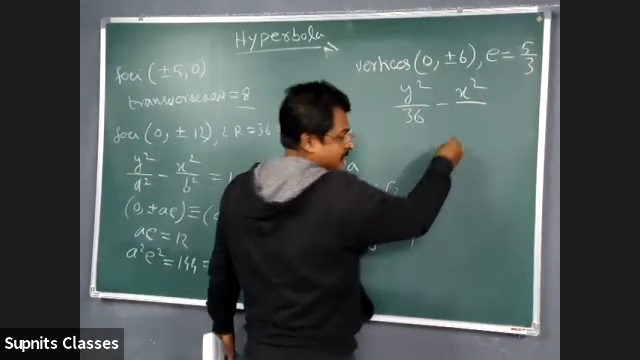 Hyperbola
foci (±5,0)
transverse axis = 8
foci (0, ±12), LR = 36
y²/a² - x²/b² = 1
(0, ±ae) ≡ (0
ae = 12
a²e² = 144 =
vertices (0, ±6), e = 5/3
y²/36 - x²/
Supnits Classes